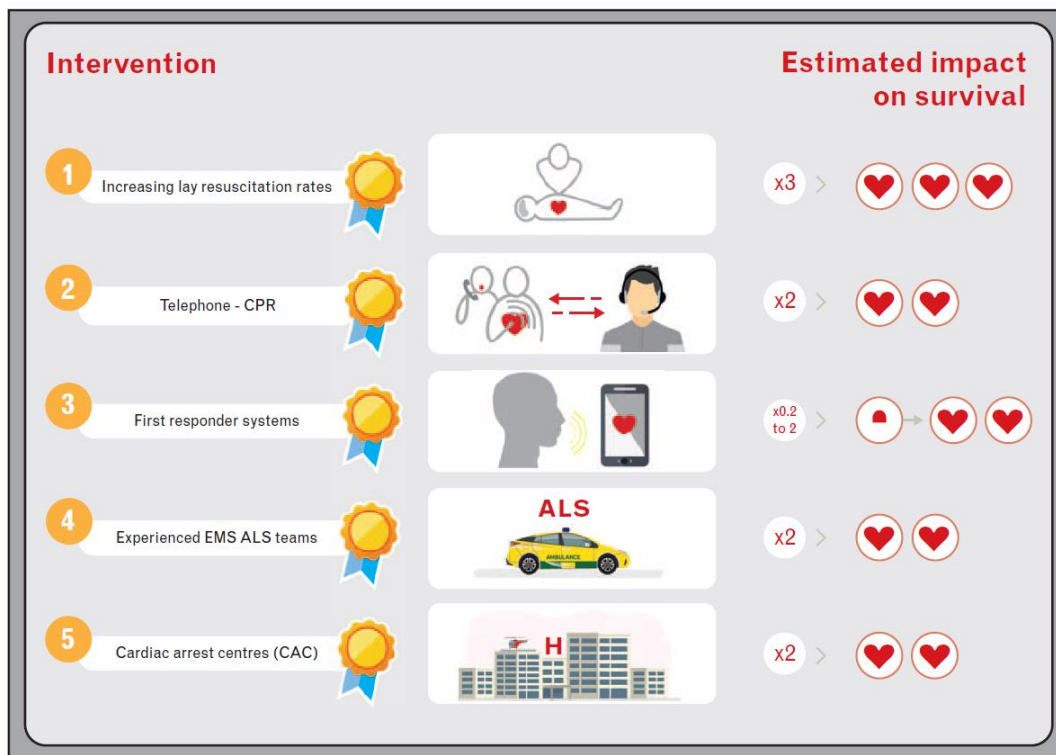 Intervention
Estimated impact
on survival
1
Increasing lay resuscitation rates
x3 >
2
Telephone - CPR
x2 >
3
First responder systems
x0.2
to 2 >
4
Experienced EMS ALS teams
ALS
AMBULANCE
x2 >
5
Cardiac arrest centres (CAC)
H
x2 >